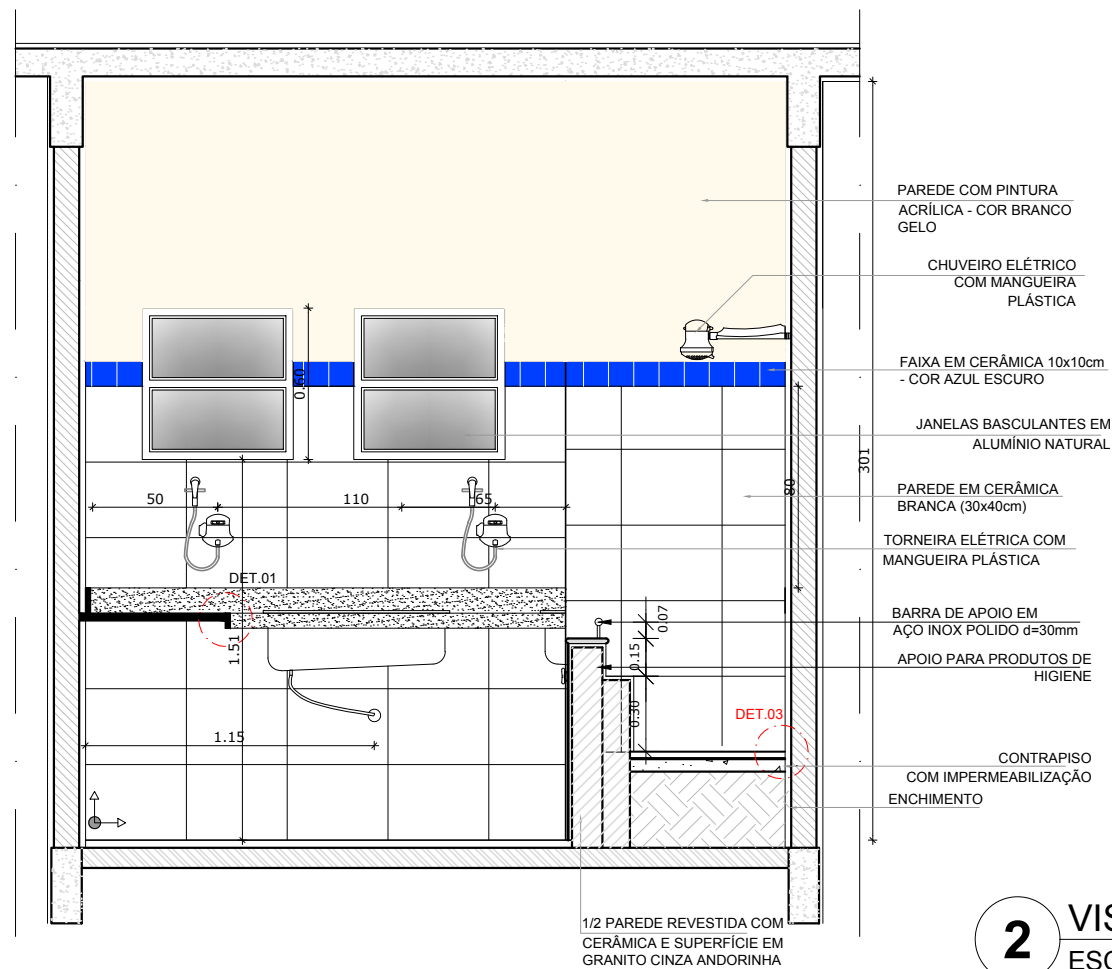 PAREDE COM PINTURA
ACRÍLICA - COR BRANCO
GELO
CHUVEIRO ELÉTRICO
COM MANGUEIRA
PLÁSTICA
FAIXA EM CERÂMICA 10x10cm
- COR AZUL ESCURO
0.60
JANELAS BASCULANTES EM
ALUMÍNIO NATURAL
301
80
50
110
65
PAREDE EM CERÂMICA
BRANCA (30x40cm)
TORNEIRA ELÉTRICA COM
MANGUEIRA PLÁSTICA
DET.01
0.07
BARRA DE APOIO EM
AÇO INOX POLIDO d=30mm
1.51
0.15
APOIO PARA PRODUTOS DE
HIGIENE
0.30
DET.03
1.15
CONTRAPISO
COM IMPERMEABILIZAÇÃO
ENCHIMENTO
1/2 PAREDE REVESTIDA COM
CERÂMICA E SUPERFÍCIE EM
GRANITO CINZA ANDORINHA
2
VIS
ESC